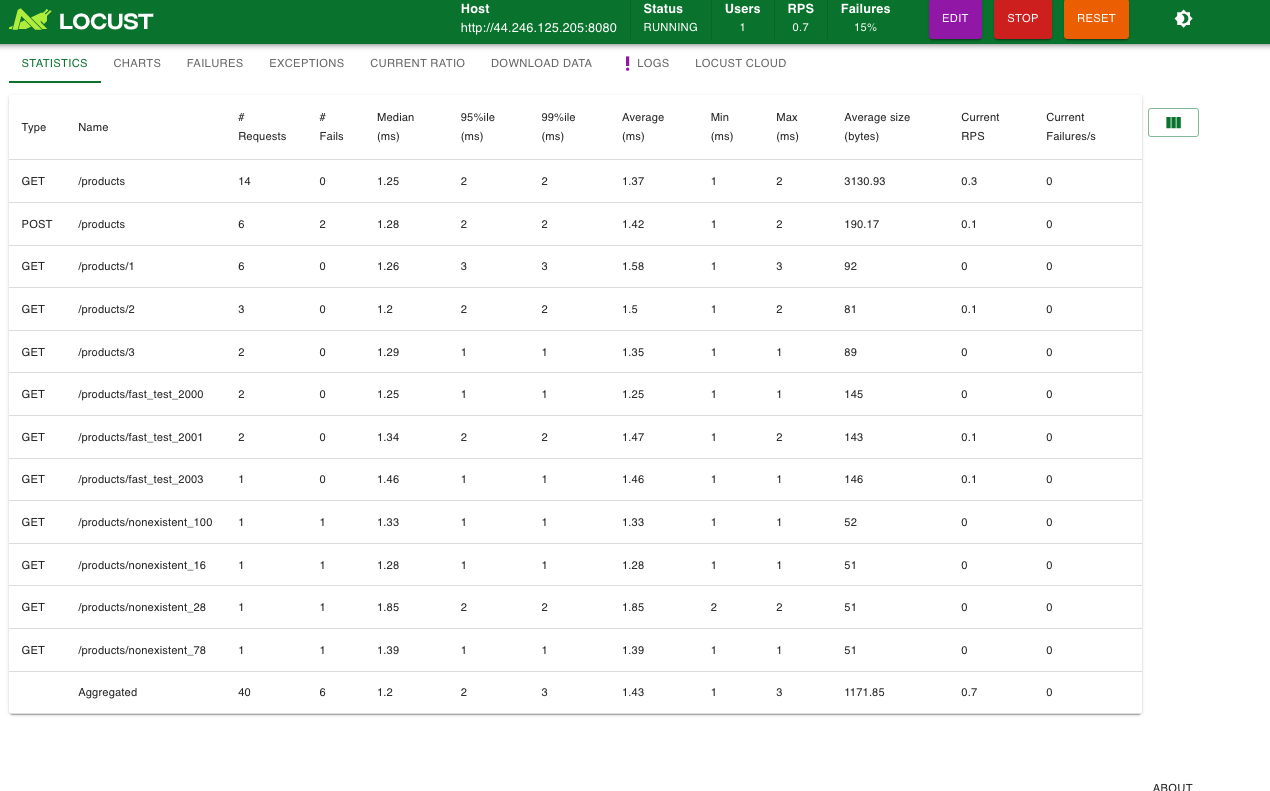 LOCUST
Host Status Users RPS Failures
http://44.246.125.205:8080 RUNNING 1 0.7 15%
EDIT STOP RESET
STATISTICS CHARTS FAILURES EXCEPTIONS CURRENT RATIO DOWNLOAD DATA ! LOGS LOCUST CLOUD
Type Name # Requests # Fails Median (ms) 95%ile (ms) 99%ile (ms) Average (ms) Min (ms) Max (ms) Average size (bytes) Current RPS Current Failures/s
GET /products 14 0 1.25 2 2 1.37 1 2 3130.93 0.3 0
POST /products 6 2 1.28 2 2 1.42 1 2 190.17 0.1 0
GET /products/1 6 0 1.26 3 3 1.58 1 3 92 0 0
GET /products/2 3 0 1.2 2 2 1.5 1 2 81 0.1 0
GET /products/3 2 0 1.29 1 1 1.35 1 1 89 0 0
GET /products/fast_test_2000 2 0 1.25 1 1 1.25 1 1 145 0 0
GET /products/fast_test_2001 2 0 1.34 2 2 1.47 1 2 143 0.1 0
GET /products/fast_test_2003 1 0 1.46 1 1 1.46 1 1 146 0.1 0
GET /products/nonexistent_100 1 1 1.33 1 1 1.33 1 1 52 0 0
GET /products/nonexistent_16 1 1 1.28 1 1 1.28 1 1 51 0 0
GET /products/nonexistent_28 1 1 1.85 2 2 1.85 2 2 51 0 0
GET /products/nonexistent_78 1 1 1.39 1 1 1.39 1 1 51 0 0
Aggregated 40 6 1.2 2 3 1.43 1 3 1171.85 0.7 0
ABOUT